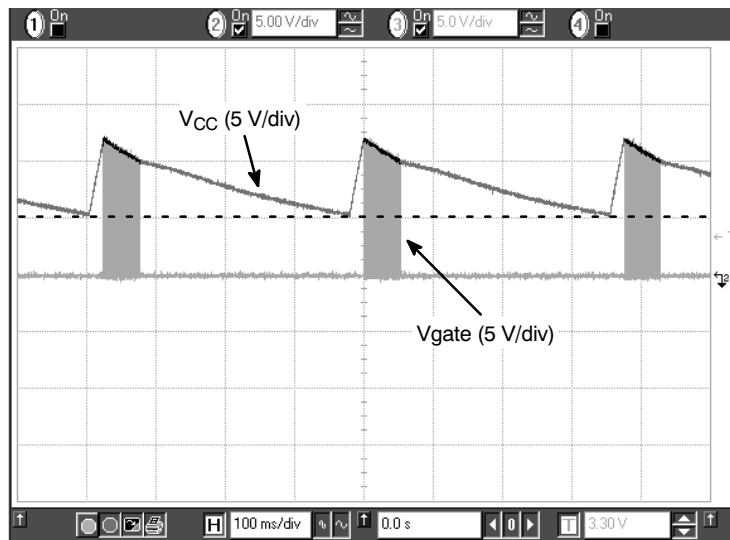 1 On 2 On 5.00 V/div 3 On 5.0 V/div 4 On
VCC (5 V/div)
Vgate (5 V/div)
H 100 ms/div 0.0 s 0 T 3.30 V